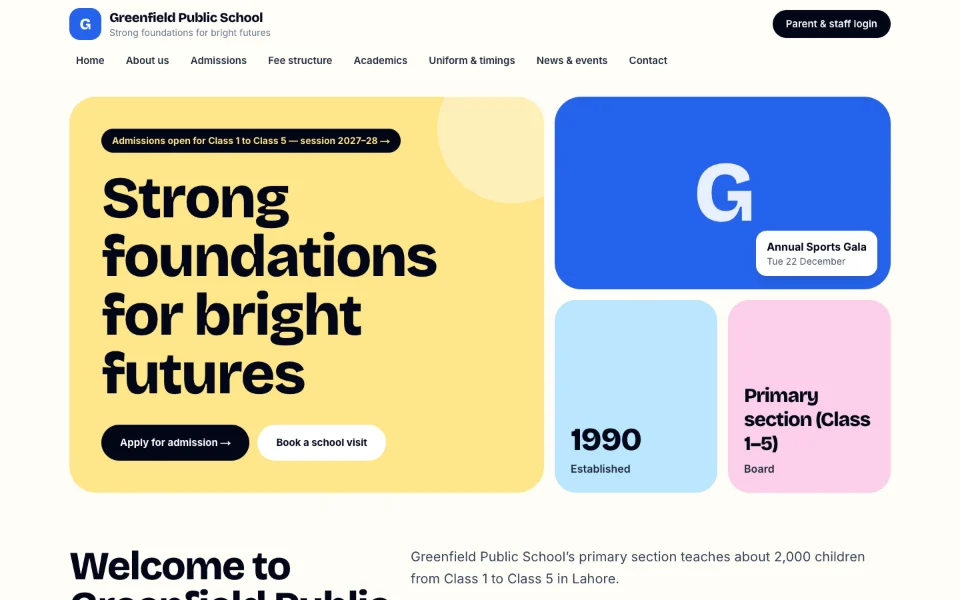 G
Greenfield Public School
Strong foundations for bright futures
Parent & staff login
Home About us Admissions Fee structure Academics Uniform & timings News & events Contact
Admissions open for Class 1 to Class 5 — session 2027–28 →
Strong
foundations
for bright
futures
Apply for admission →
Book a school visit
G
Annual Sports Gala
Tue 22 December
1990
Established
Primary
section (Class
1–5)
Board
Welcome to
Greenfield Public
Greenfield Public School's primary section teaches about 2,000 children
from Class 1 to Class 5 in Lahore.